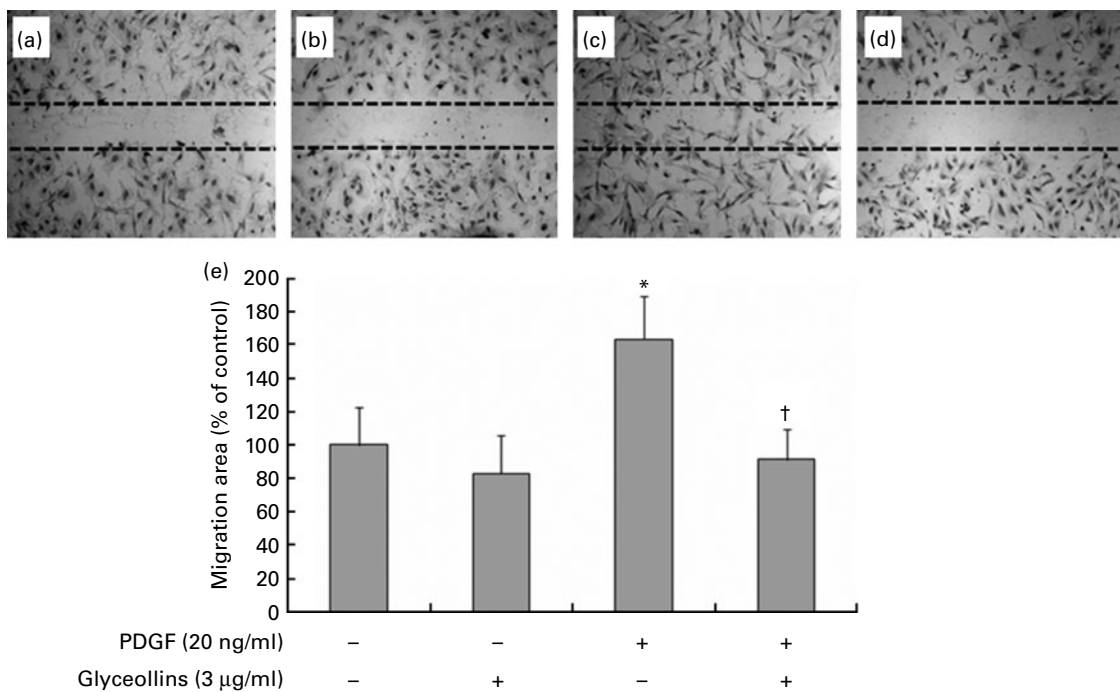 (a)
(b)
(c)
(d)
(e)
Migration area (% of control)
200
180
160
140
120
100
80
60
40
20
0
*
†
PDGF (20 ng/ml) – – + +
Glyceollins (3 μg/ml) – + – +